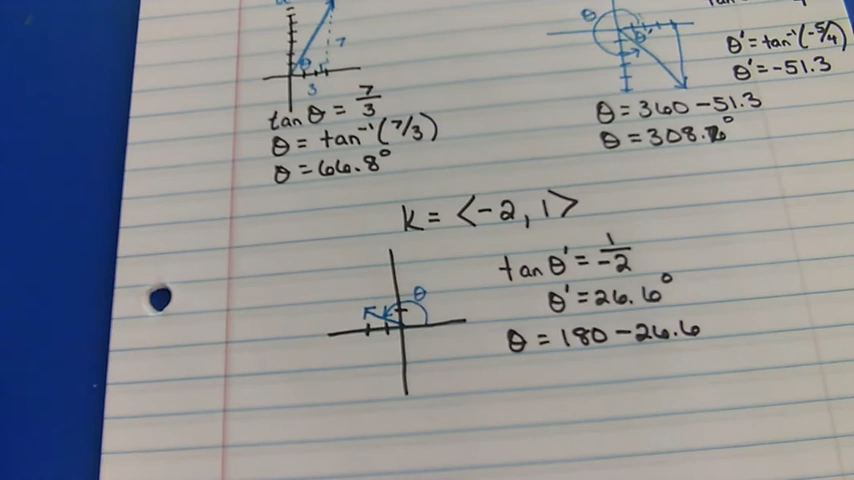 7
θ
3
tan θ = 7/3
θ = tan⁻¹(7/3)
θ = 66.8°
θ
θ'
θ' = tan⁻¹(-5/4)
θ' = -51.3
θ = 360 - 51.3
θ = 308.7°
k = <-2, 1>
θ
tan θ' = 1/-2
θ' = 26.6°
θ = 180 - 26.6